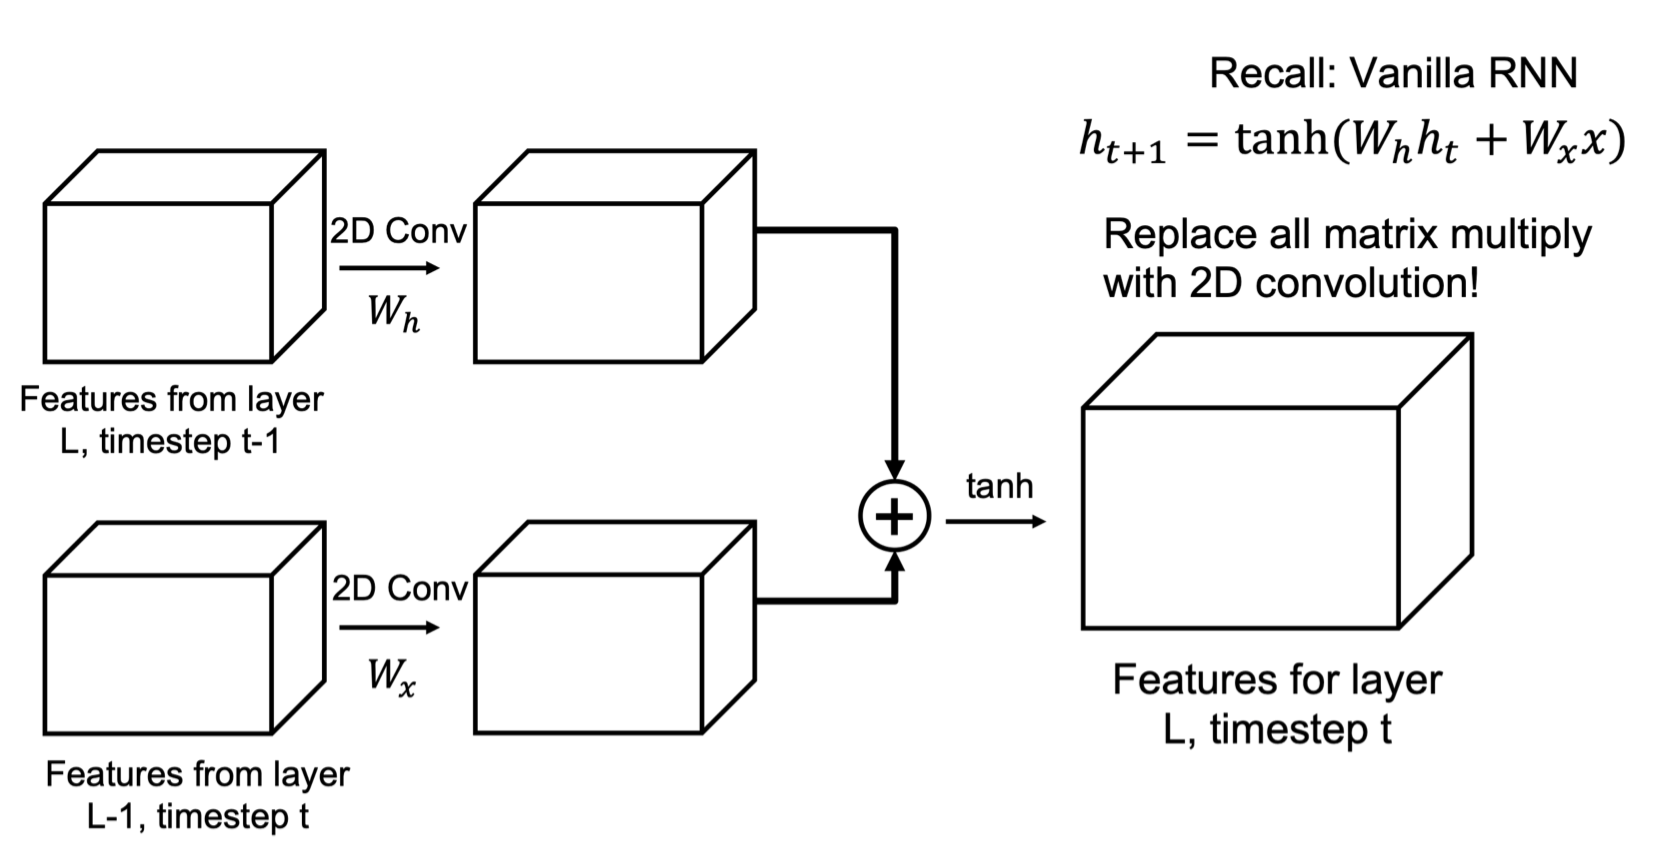 Recall: Vanilla RNN
h_{t+1} = tanh(W_h h_t + W_x x)
Replace all matrix multiply
with 2D convolution!
2D Conv
W_h
Features from layer
L, timestep t-1
2D Conv
W_x
Features from layer
L-1, timestep t
+
tanh
Features for layer
L, timestep t